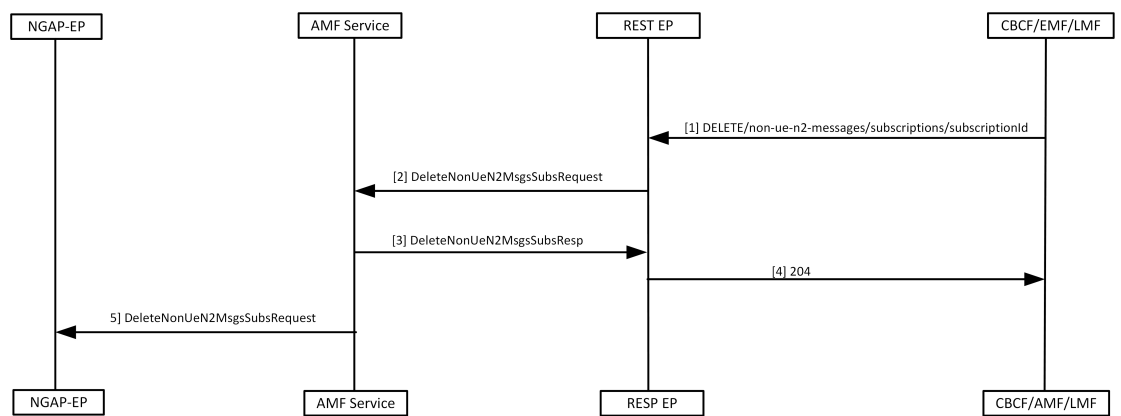 NGAP-EP
AMF Service
REST EP
CBCF/EMF/LMF
[1] DELETE/non-ue-n2-messages/subscriptions/subscriptionId
[2] DeleteNonUeN2MsgsSubsRequest
[3] DeleteNonUeN2MsgsSubsResp
[4] 204
5] DeleteNonUeN2MsgsSubsRequest
NGAP-EP
AMF Service
RESP EP
CBCF/AMF/LMF